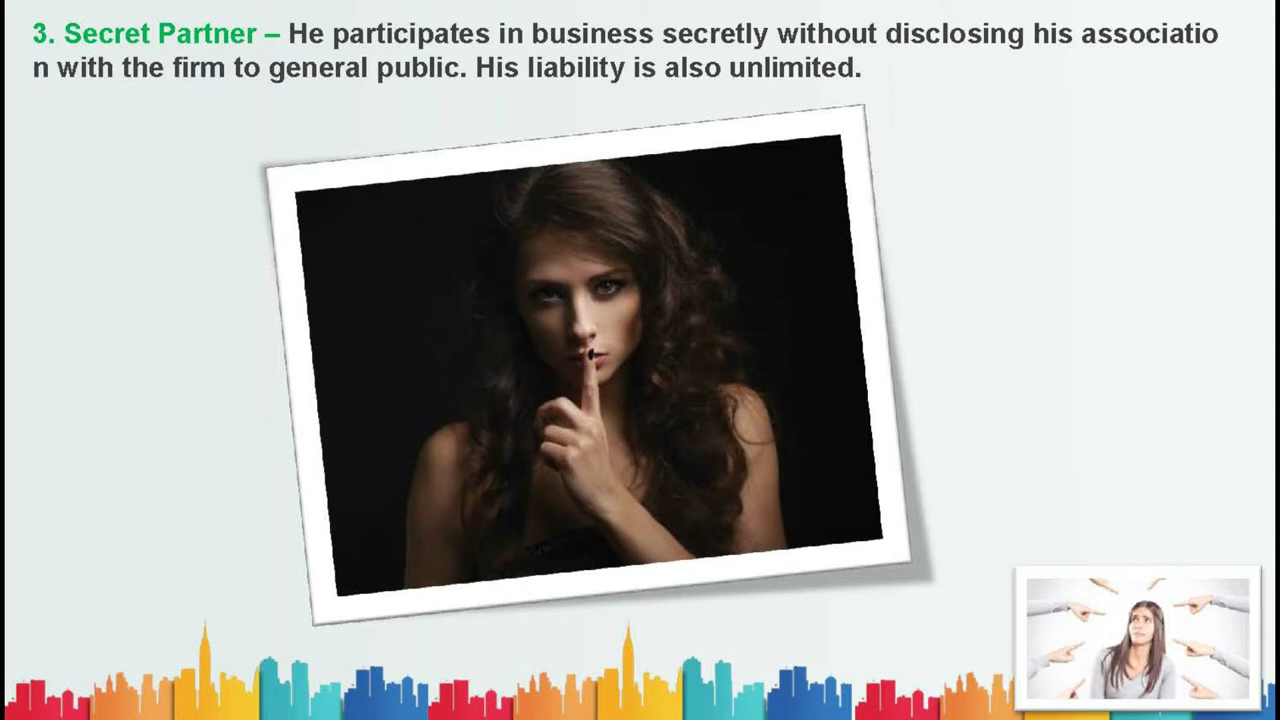 3. Secret Partner – He participates in business secretly without disclosing his associatio
n with the firm to general public. His liability is also unlimited.